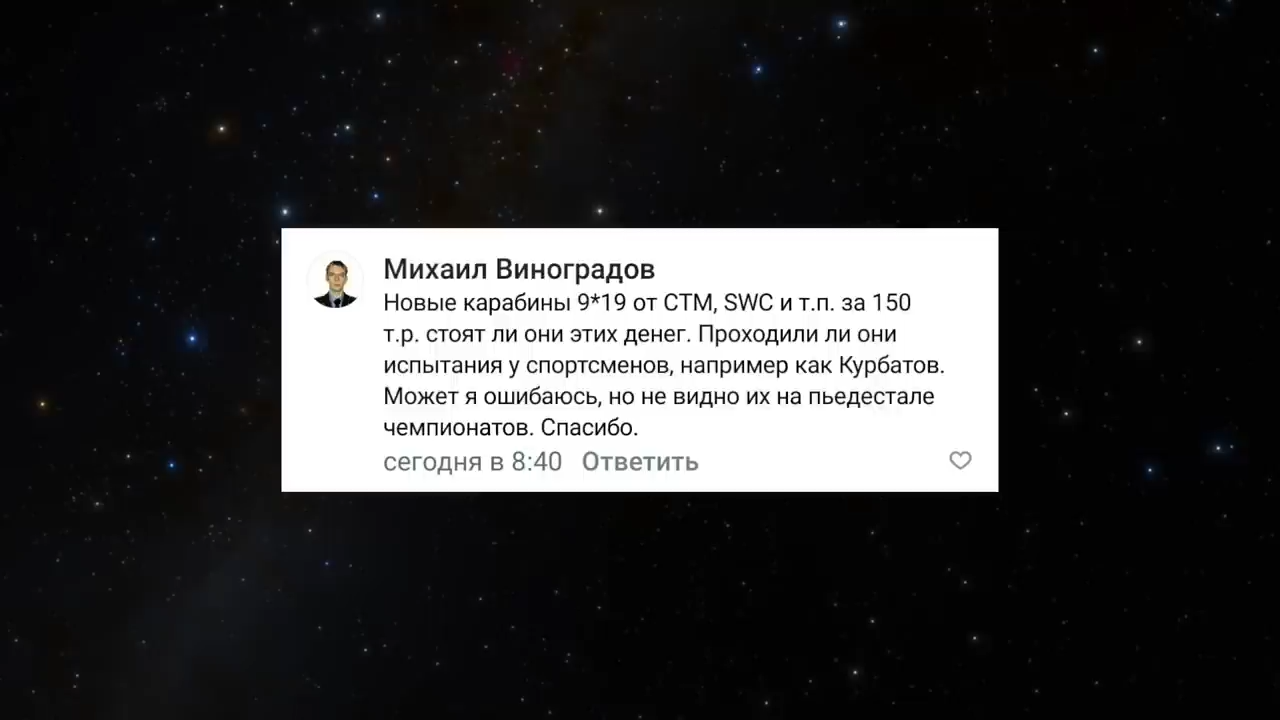 Михаил Виноградов
Новые карабины 9*19 от СТМ, SWC и т.п. за 150
т.р. стоят ли они этих денег. Проходили ли они
испытания у спортсменов, например как Курбатов.
Может я ошибаюсь, но не видно их на пьедестале
чемпионатов. Спасибо.
сегодня в 8:40 Ответить